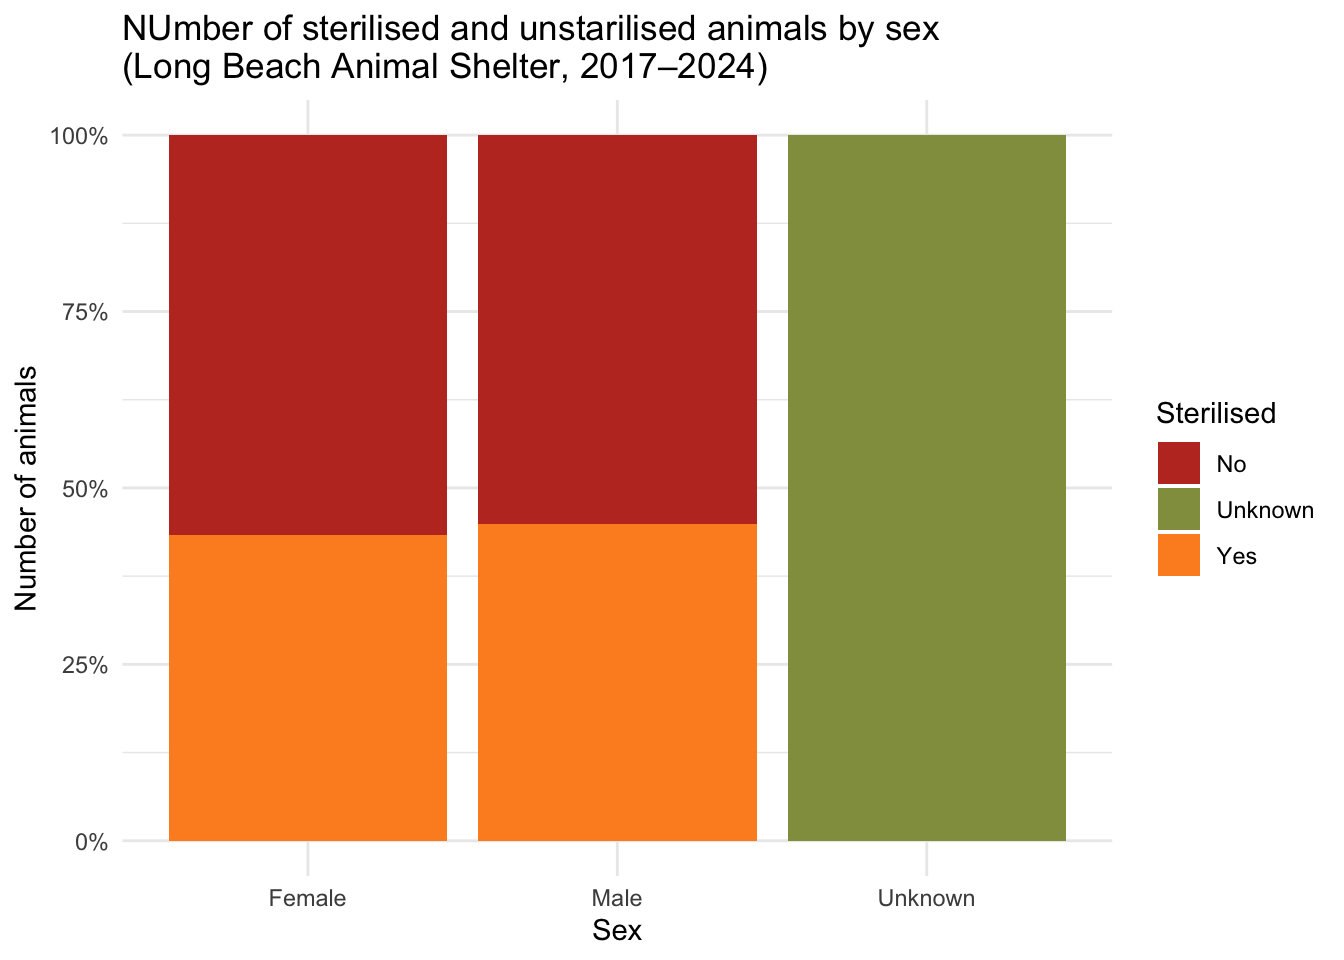 NUmber of sterilised and unstarilised animals by sex
(Long Beach Animal Shelter, 2017–2024)
100%
75%
50%
25%
0%
Number of animals
Female
Male
Unknown
Sex
Sterilised
No
Unknown
Yes